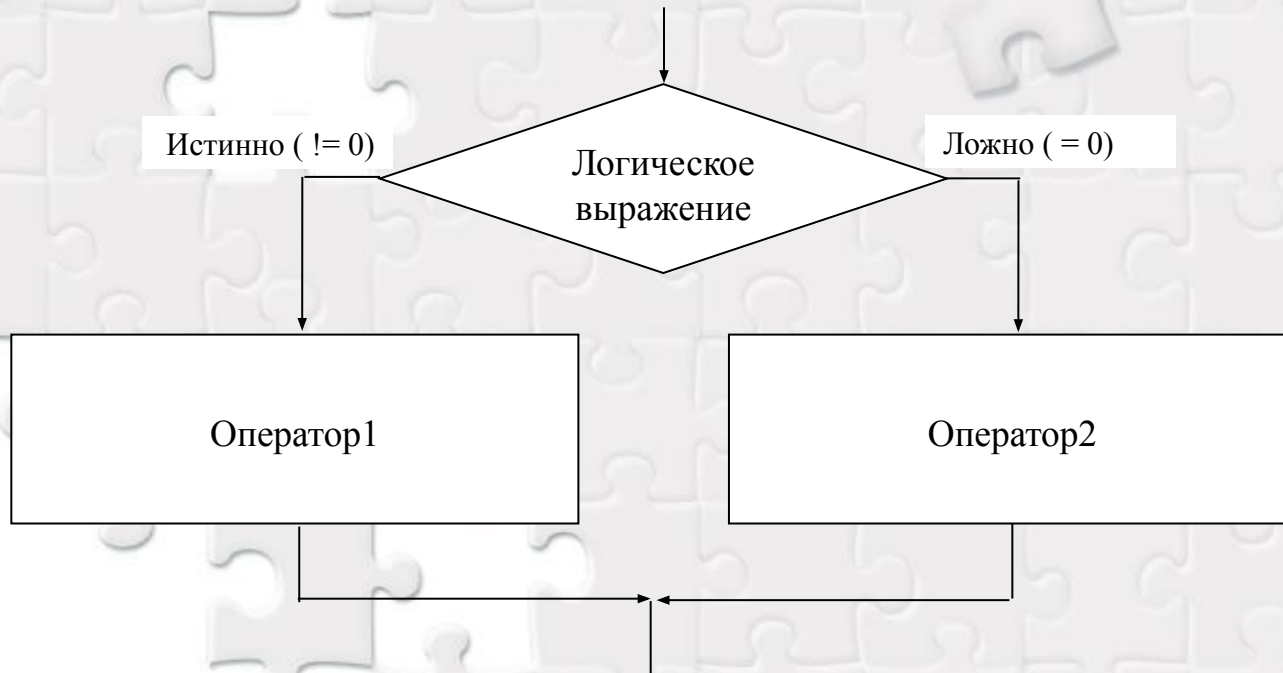 Истинно ( != 0)
Ложно ( = 0)
Логическое
выражение
Оператор1
Оператор2